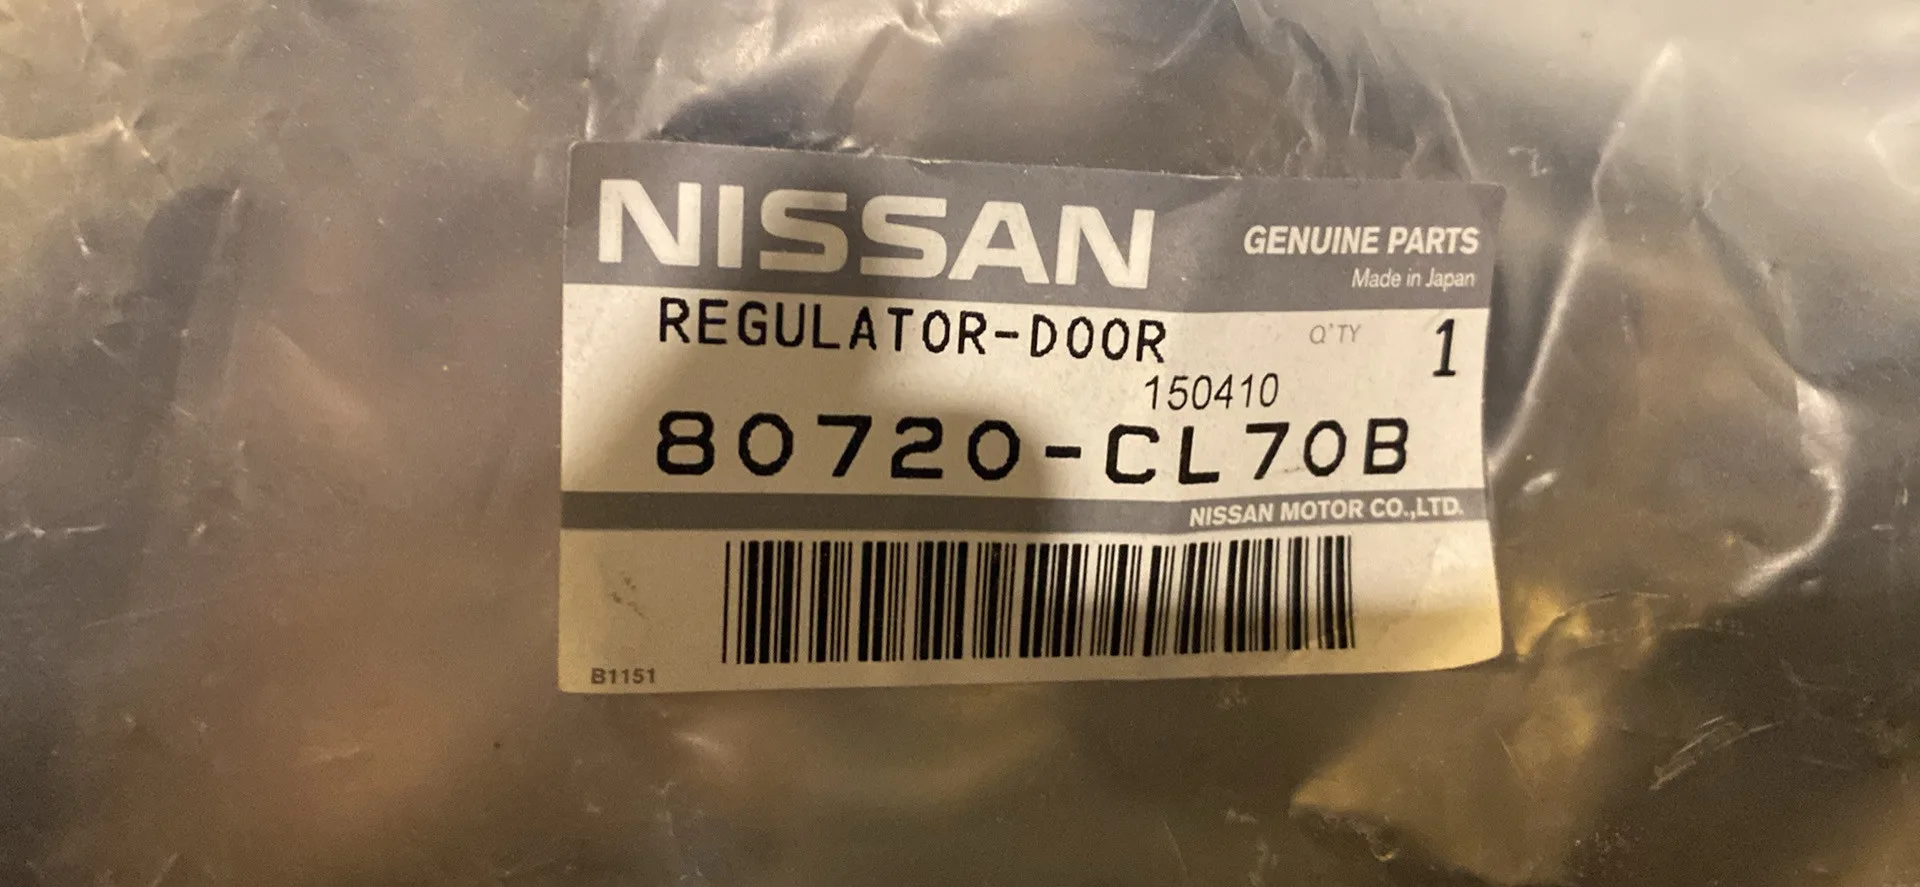 NISSAN
GENUINE PARTS
Made in Japan
REGULATOR-DOOR
Q'TY 1
150410
80720-CL70B
NISSAN MOTOR CO.,LTD.
B1151